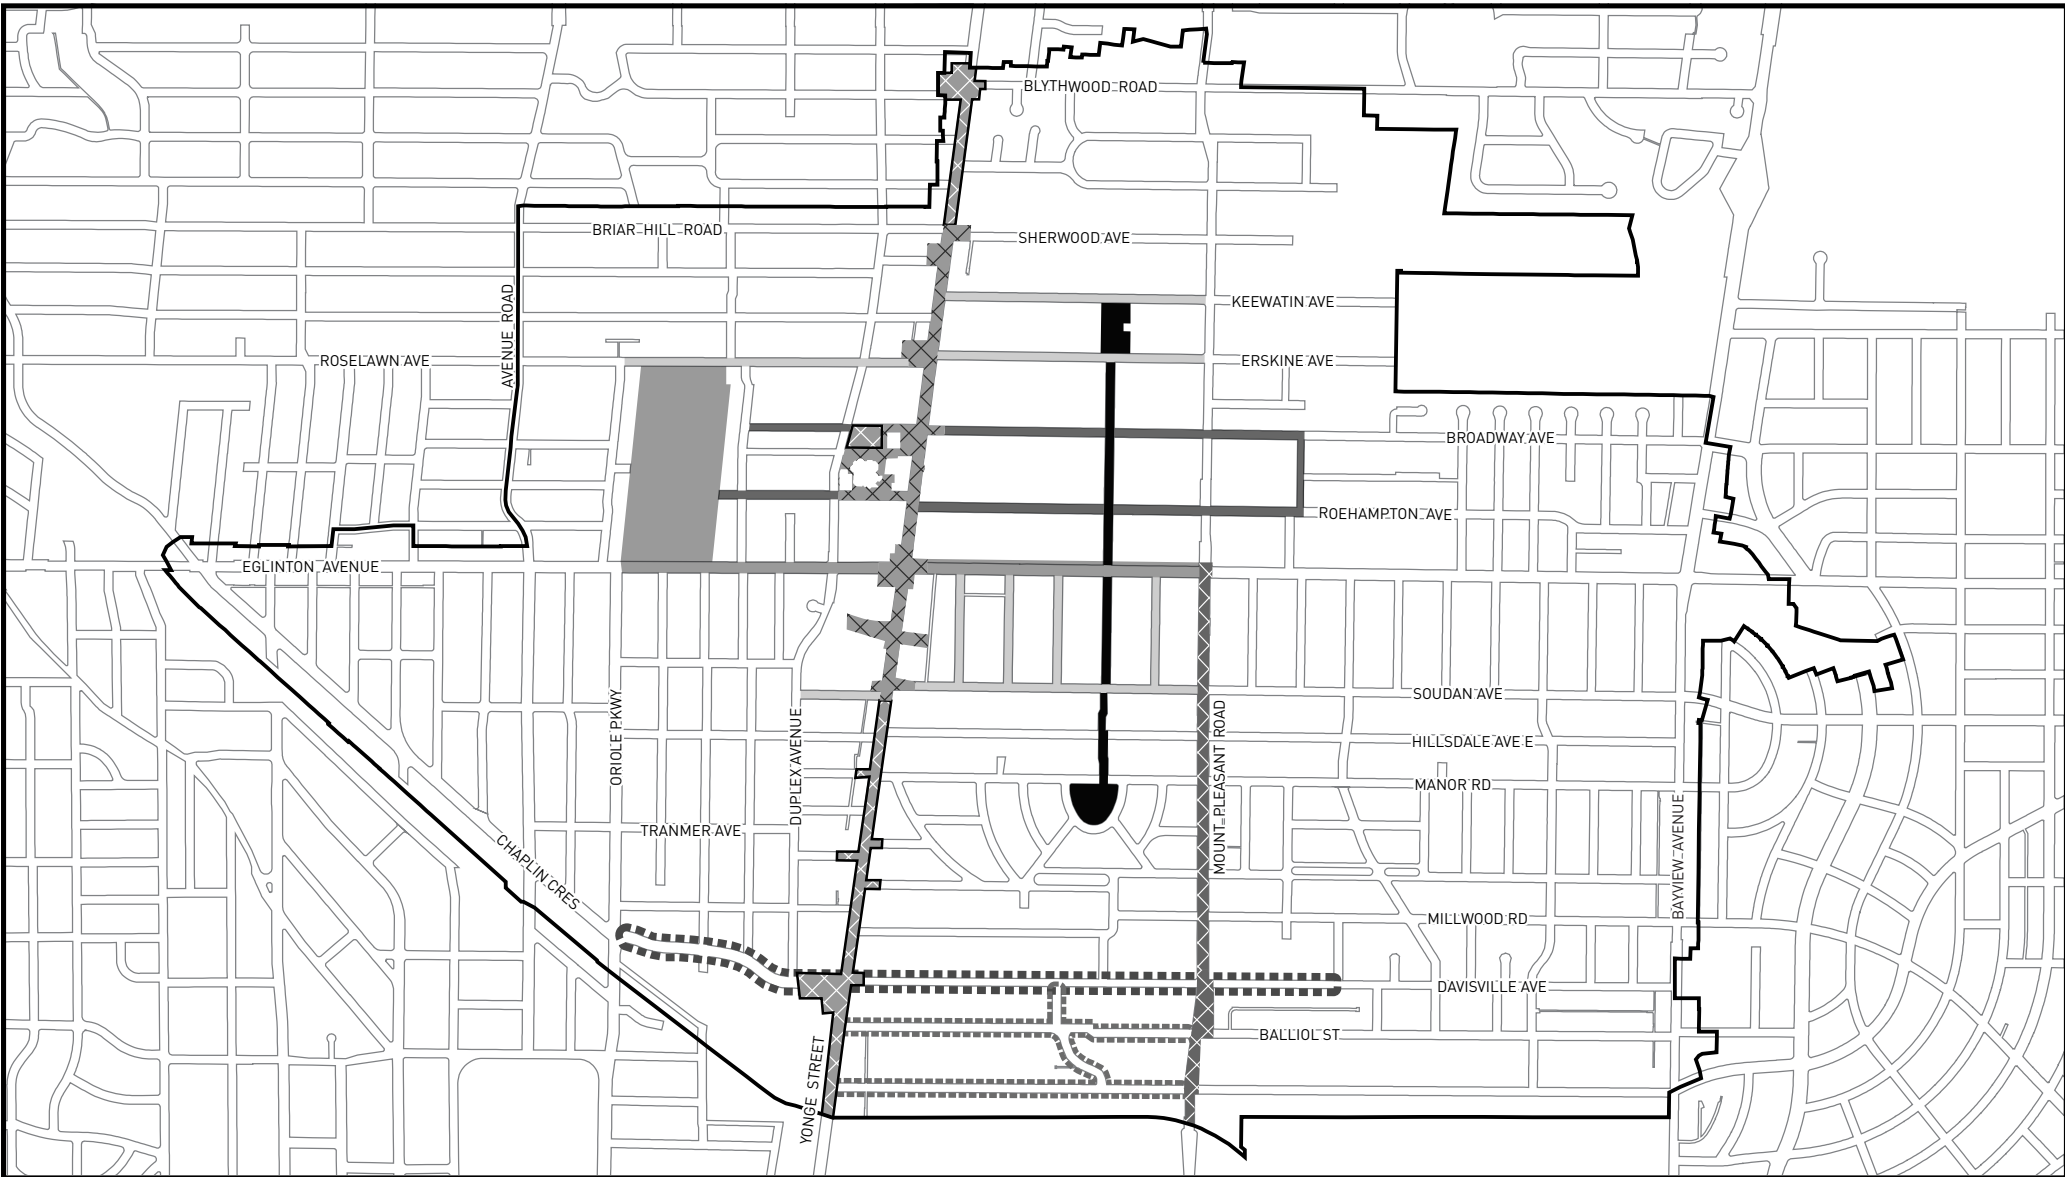 BLYTHWOOD ROAD
BRIAR HILL ROAD
SHERWOOD AVE
AVENUE ROAD
KEEWATIN AVE
ROSELAWN AVE
ERSKINE AVE
BROADWAY AVE
ROEHAMPTON AVE
EGLINTON AVENUE
SOUDAN AVE
ORIOLE PKWY
DUPLEX AVENUE
MOUNT PLEASANT ROAD
HILLSDALE AVE E
MANOR RD
BAYVIEW AVENUE
TRANMER AVE
CHAPLIN CRES
MILLWOOD RD
DAVISVILLE AVE
BALLIOL ST
YONGE STREET